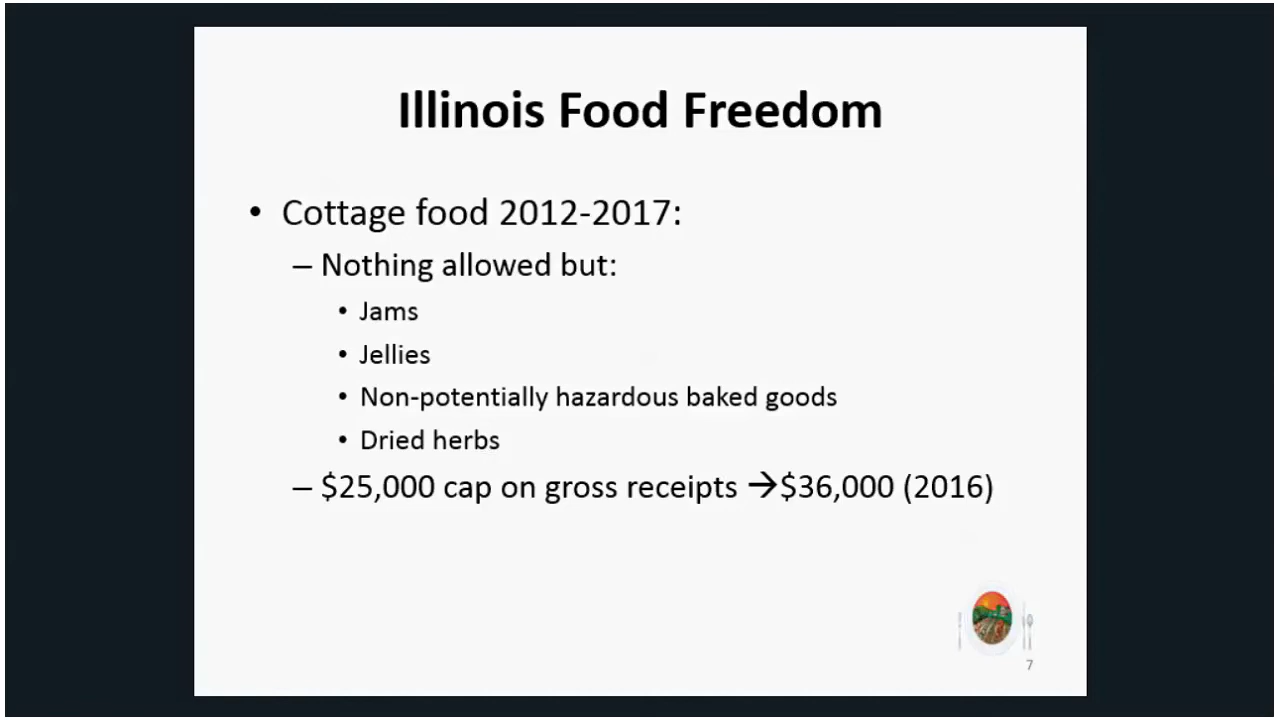 Illinois Food Freedom
• Cottage food 2012-2017:
– Nothing allowed but:
• Jams
• Jellies
• Non-potentially hazardous baked goods
• Dried herbs
– $25,000 cap on gross receipts →$36,000 (2016)
7